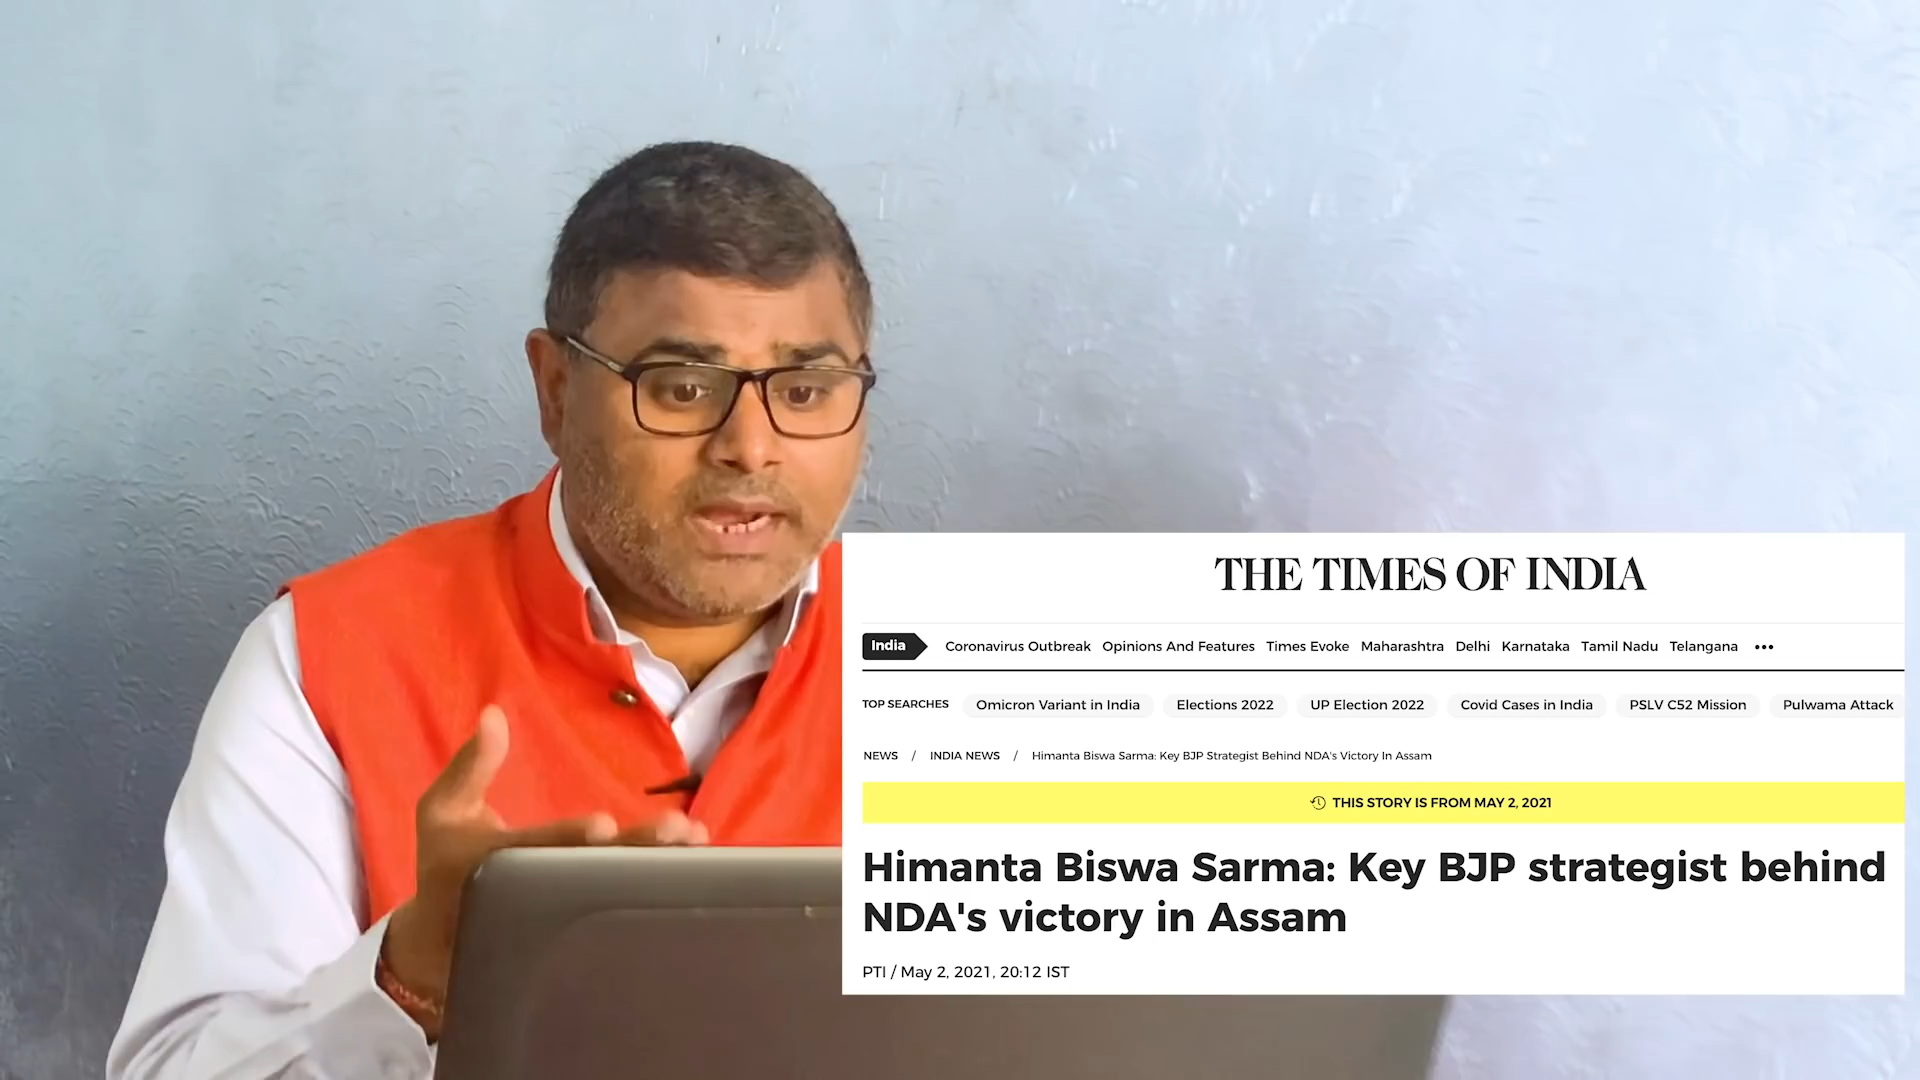 THE TIMES OF INDIA
India Coronavirus Outbreak Opinions And Features Times Evoke Maharashtra Delhi Karnataka Tamil Nadu Telangana •••
TOP SEARCHES Omicron Variant in India Elections 2022 UP Election 2022 Covid Cases in India PSLV C52 Mission Pulwama Attack
NEWS / INDIA NEWS / Himanta Biswa Sarma: Key BJP Strategist Behind NDA's Victory In Assam
THIS STORY IS FROM MAY 2, 2021
Himanta Biswa Sarma: Key BJP strategist behind
NDA's victory in Assam
PTI / May 2, 2021, 20:12 IST